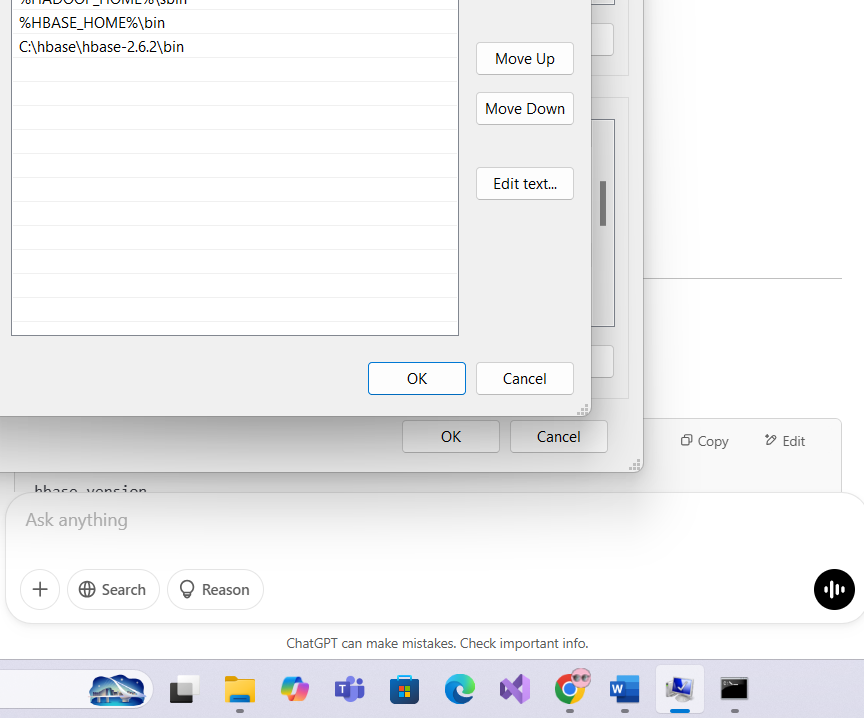 %HADOOP_HOME%\sbin
%HBASE_HOME%\bin
C:\hbase\hbase-2.6.2\bin
Move Up
Move Down
Edit text...
OK
Cancel
OK
Cancel
Copy
Edit
hbase version
Ask anything
Search
Reason
ChatGPT can make mistakes. Check important info.